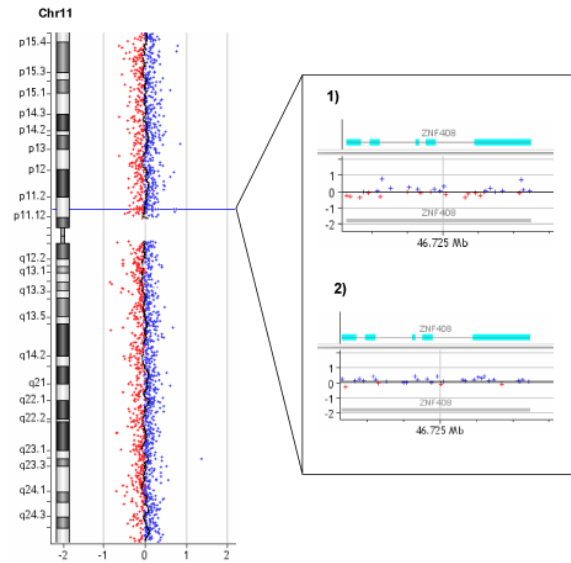 Chr11
p15.4
p15.3
p15.1
p14.3
p14.2
p13
p12
p11.2
p11.12
q12.2
q13.1
q13.3
q13.5
q14.2
q21
q22.1
q22.2
q23.1
q23.3
q24.1
q24.3
-2 -1 0 1 2
1)
ZNF408
1
0
-1
-2
46.725 Mb
2)
ZNF408
1
0
-1
-2
46.725 Mb